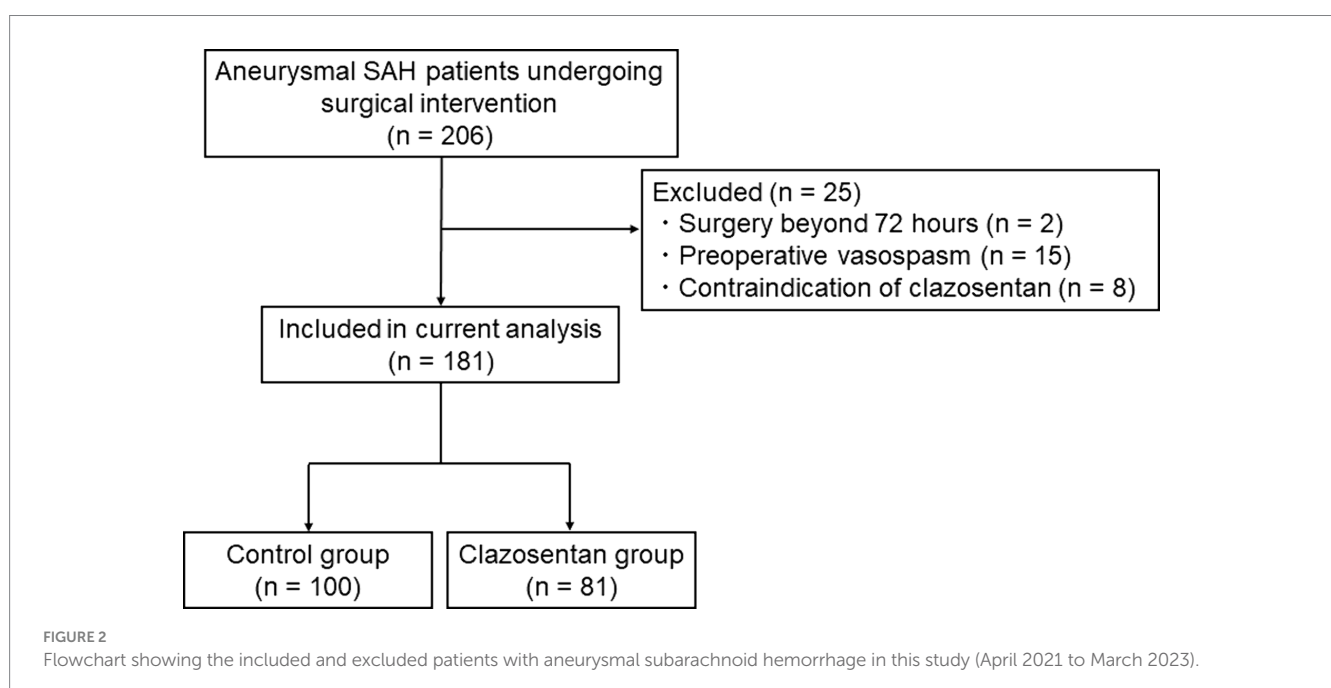 Aneurysmal SAH patients undergoing
surgical intervention
(n = 206)
Excluded (n = 25)
・Surgery beyond 72 hours (n = 2)
・Preoperative vasospasm (n = 15)
・Contraindication of clazosentan (n = 8)
Included in current analysis
(n = 181)
Control group
(n = 100)
Clazosentan group
(n = 81)
FIGURE 2
Flowchart showing the included and excluded patients with aneurysmal subarachnoid hemorrhage in this study (April 2021 to March 2023).